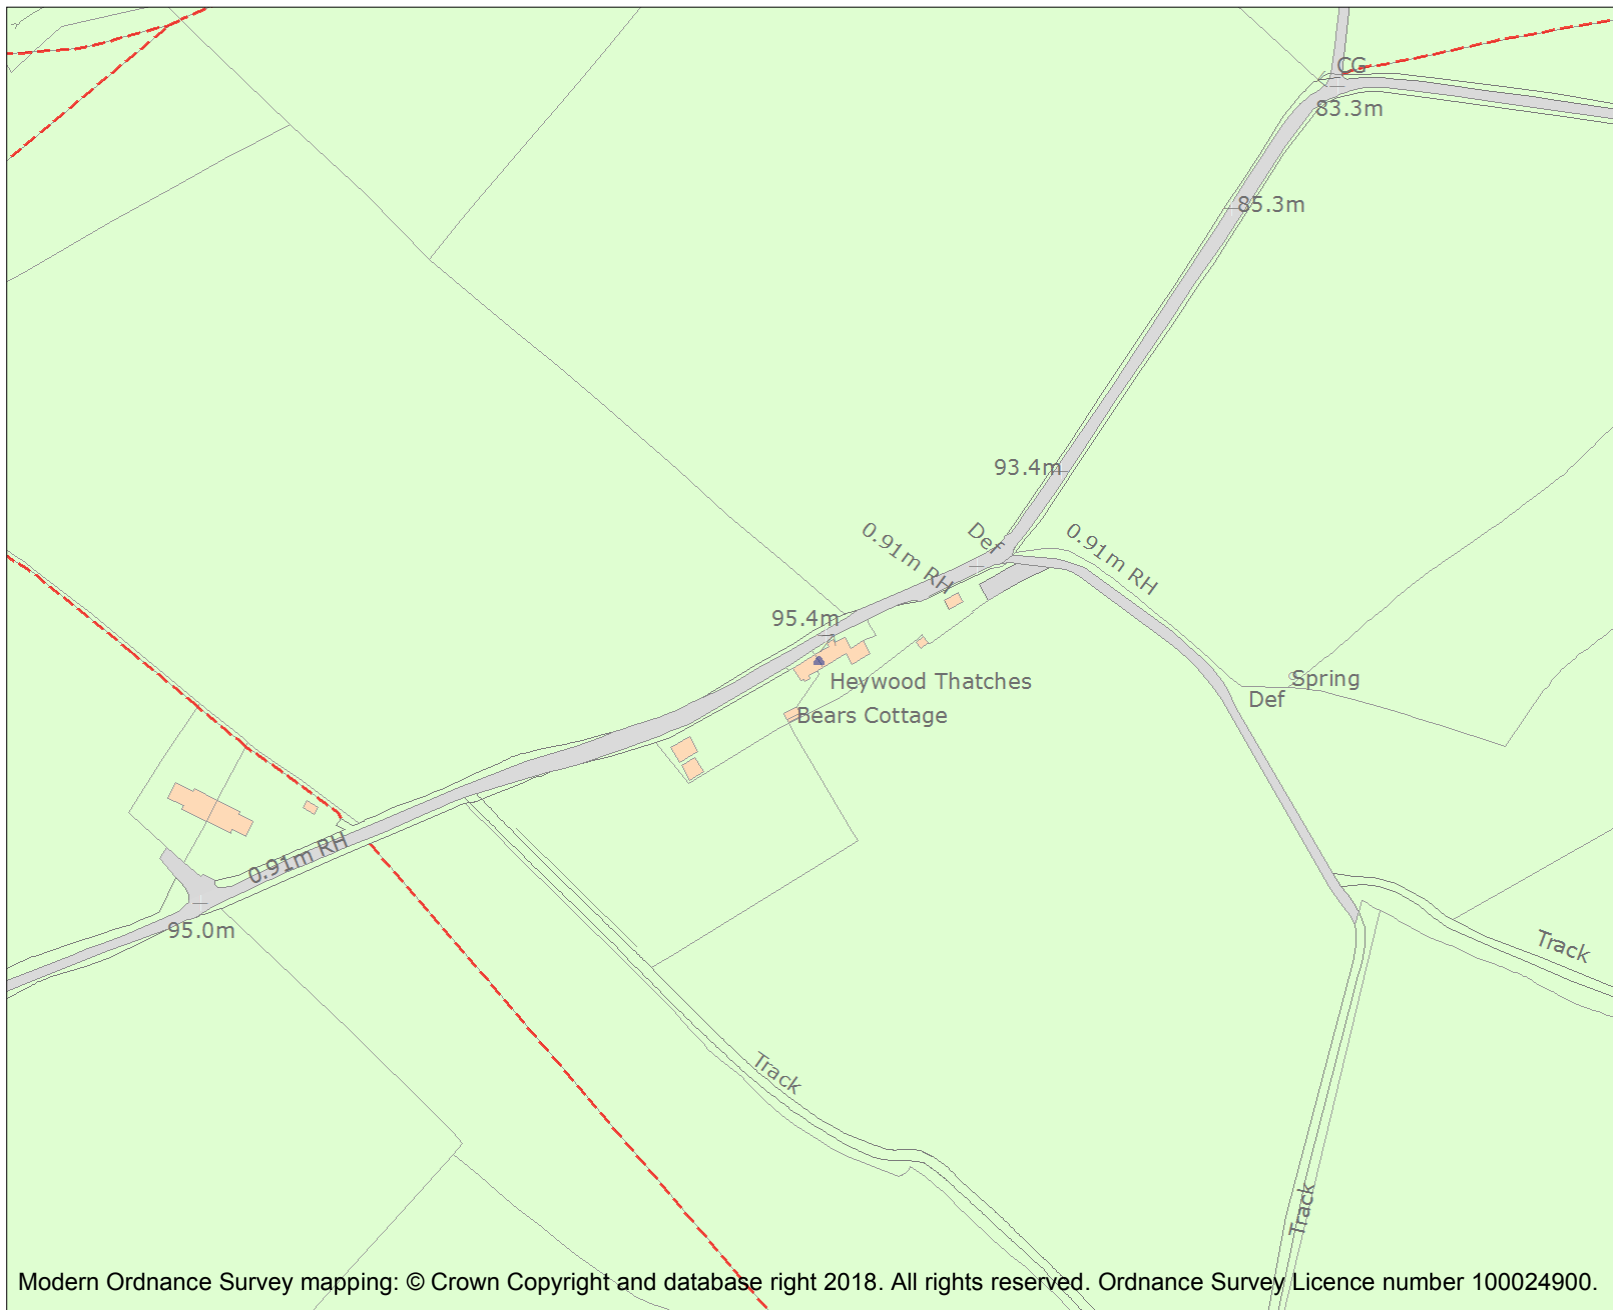 CG
83.3m
85.3m
93.4m
Def
0.91m RH
0.91m RH
95.4m
Heywood Thatches
Spring
Def
Bears Cottage
0.91m RH
95.0m
Track
Track
Track
Modern Ordnance Survey mapping: © Crown Copyright and database right 2018. All rights reserved. Ordnance Survey Licence number 100024900.